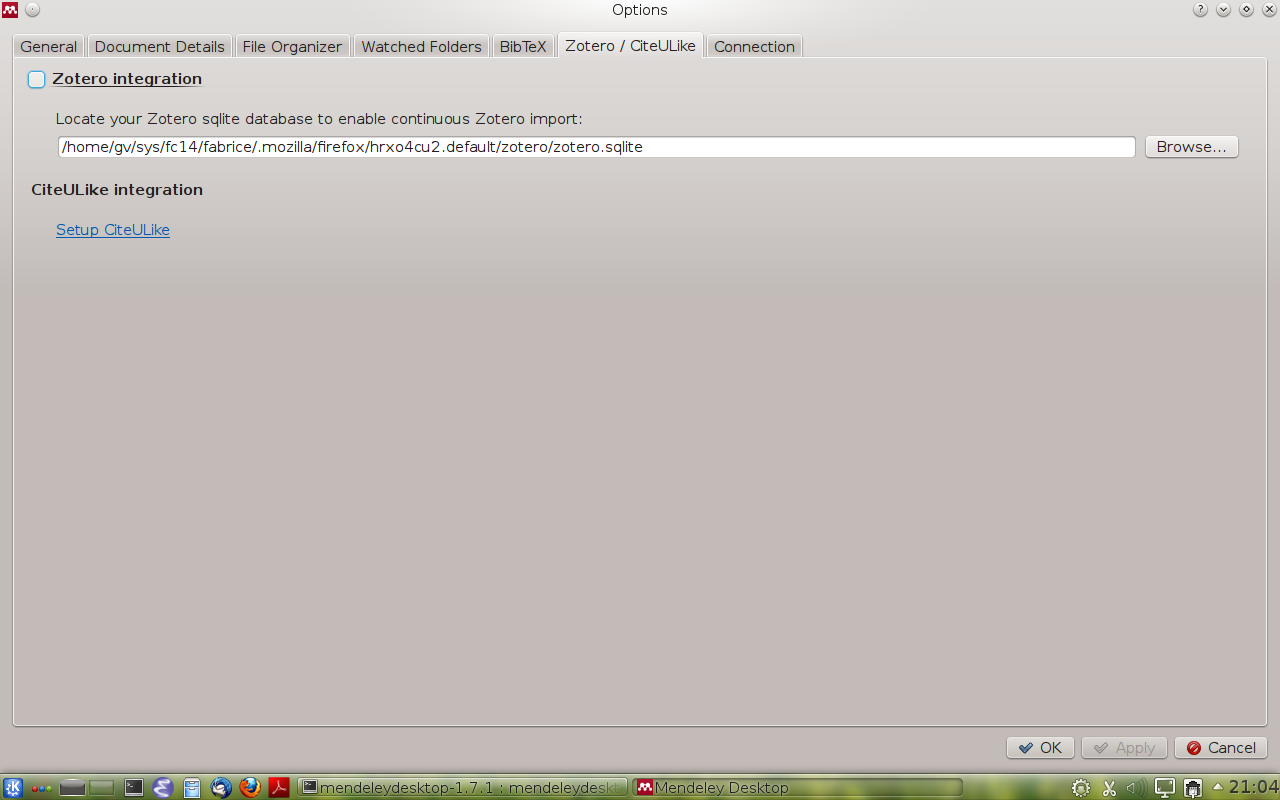 Options
General Document Details File Organizer Watched Folders BibTeX Zotero / CiteULike Connection
Zotero integration
Locate your Zotero sqlite database to enable continuous Zotero import:
/home/gv/sys/fc14/fabrice/.mozilla/firefox/hrxo4cu2.default/zotero/zotero.sqlite Browse...
CiteULike integration
Setup CiteULike
OK Apply Cancel
mendeleydesktop-1.7.1 : mendeleydeskt Mendeley Desktop 21:04